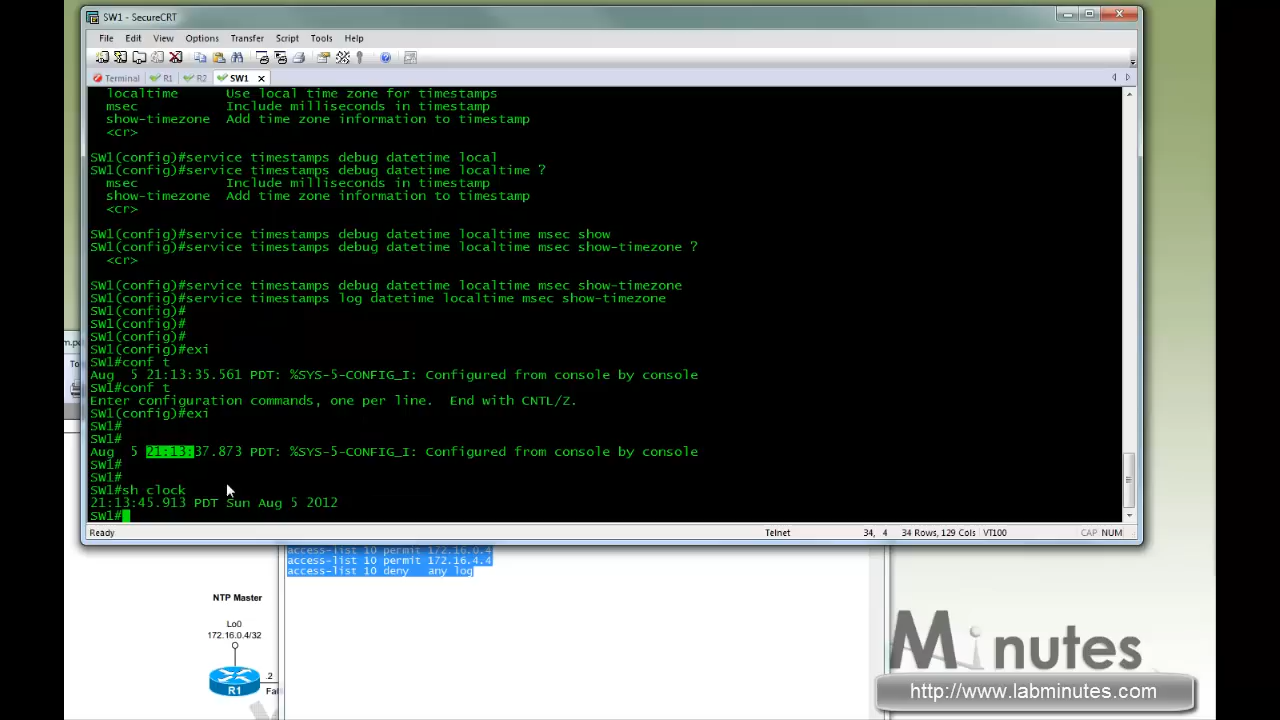 SW1 - SecureCRT
File Edit View Options Transfer Script Tools Help
Terminal R1 R2 SW1
localtime Use local time zone for timestamps
msec Include milliseconds in timestamp
show-timezone Add time zone information to timestamp
<cr>
SW1(config)#service timestamps debug datetime local
SW1(config)#service timestamps debug datetime localtime ?
msec Include milliseconds in timestamp
show-timezone Add time zone information to timestamp
<cr>
SW1(config)#service timestamps debug datetime localtime msec show
SW1(config)#service timestamps debug datetime localtime msec show-timezone ?
<cr>
SW1(config)#service timestamps debug datetime localtime msec show-timezone
SW1(config)#service timestamps log datetime localtime msec show-timezone
SW1(config)#
SW1(config)#
SW1(config)#
SW1(config)#exi
SW1#conf t
Aug 5 21:13:35.561 PDT: %SYS-5-CONFIG_I: Configured from console by console
SW1#conf t
Enter configuration commands, one per line. End with CNTL/Z.
SW1(config)#exi
SW1#
SW1#
Aug 5 21:13:37.873 PDT: %SYS-5-CONFIG_I: Configured from console by console
SW1#
SW1#
SW1#sh clock
21:13:45.913 PDT Sun Aug 5 2012
SW1#
Ready Telnet 34, 4 34 Rows, 129 Cols VT100 CAP NUM
access-list 10 permit 172.16.0.4
access-list 10 permit 172.16.4.4
access-list 10 deny any log
NTP Master
Lo0
172.16.0.4/32
R1
.2
Minutes
http://www.labminutes.com